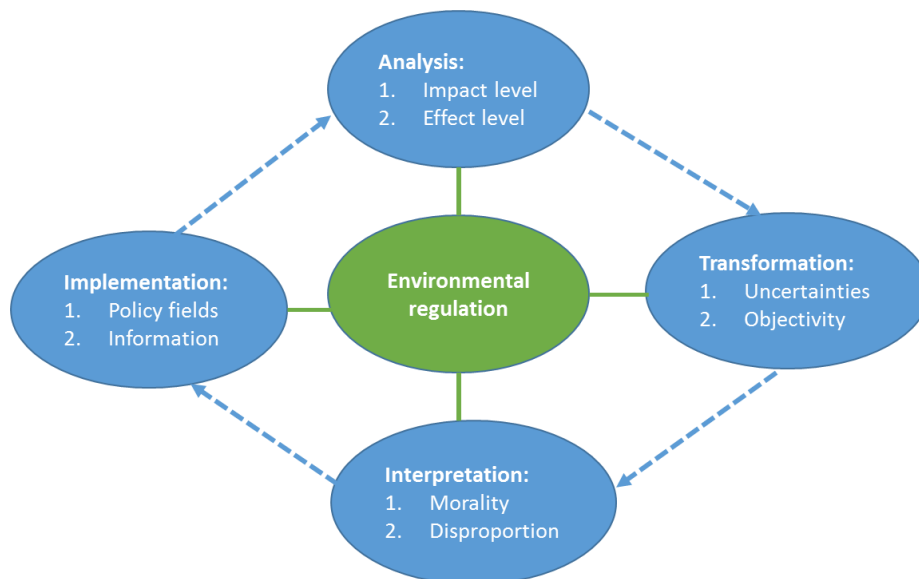 Analysis:
1. Impact level
2. Effect level
Implementation:
1. Policy fields
2. Information
Environmental
regulation
Transformation:
1. Uncertainties
2. Objectivity
Interpretation:
1. Morality
2. Disproportion